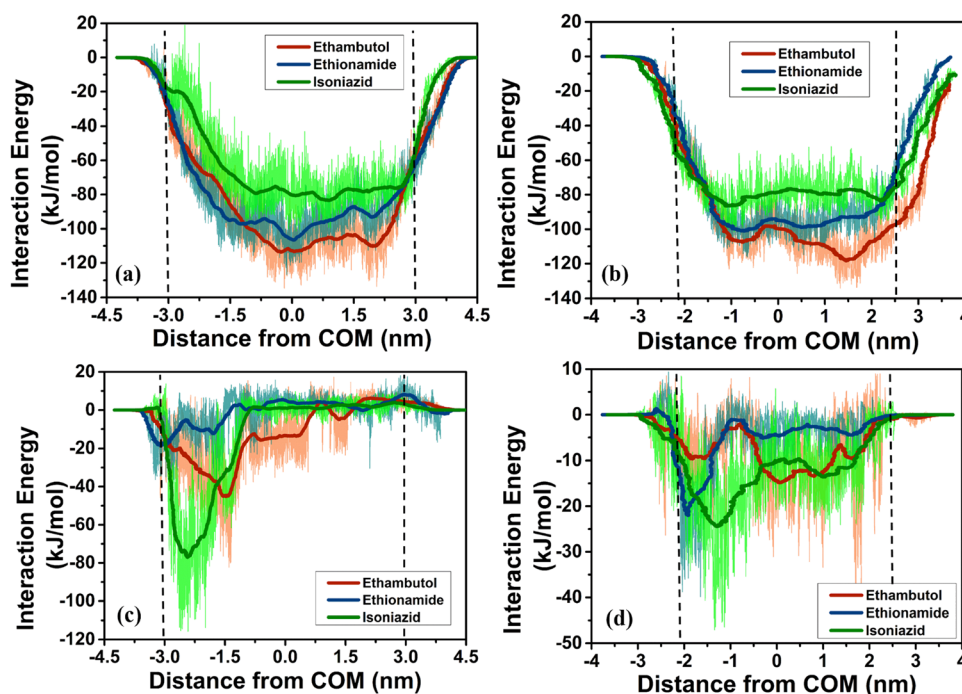 20
0
-20
-40
-60
-80
-100
-120
-140
Interaction Energy
(kJ/mol)
Ethambutol
Ethionamide
Isoniazid
(a)
-4.5 -3.0 -1.5 0.0 1.5 3.0 4.5
Distance from COM (nm)
20
0
-20
-40
-60
-80
-100
-120
-140
Interaction Energy
(kJ/mol)
Ethambutol
Ethionamide
Isoniazid
(b)
-4 -3 -2 -1 0 1 2 3 4
Distance from COM (nm)
20
0
-20
-40
-60
-80
-100
-120
Interaction Energy
(kJ/mol)
(c)
Ethambutol
Ethionamide
Isoniazid
-4.5 -3.0 -1.5 0.0 1.5 3.0 4.5
Distance from COM (nm)
10
0
-10
-20
-30
-40
-50
Interaction Energy
(kJ/mol)
(d)
Ethambutol
Ethionamide
Isoniazid
-4 -3 -2 -1 0 1 2 3 4
Distance from COM (nm)